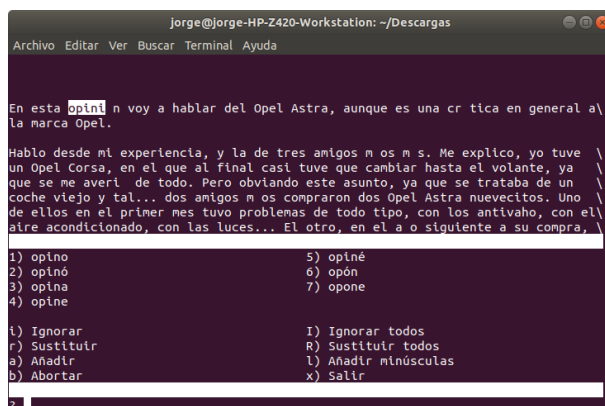 jorge@jorge-HP-Z420-Workstation: ~/Descargas
Archivo Editar Ver Buscar Terminal Ayuda
En esta opini n voy a hablar del Opel Astra, aunque es una cr tica en general a\
la marca Opel.
Hablo desde mi experiencia, y la de tres amigos m os m s. Me explico, yo tuve \
un Opel Corsa, en el que al final casi tuve que cambiar hasta el volante, ya \
que se me averi  de todo. Pero obviando este asunto, ya que se trataba de un \
coche viejo y tal... dos amigos m os compraron dos Opel Astra nuevecitos. Uno \
de ellos en el primer mes tuvo problemas de todo tipo, con los antivaho, con el\
aire acondicionado, con las luces... El otro, en el a o siguiente a su compra, \
1) opino 5) opiné
2) opinó 6) opón
3) opina 7) opone
4) opine
i) Ignorar I) Ignorar todos
r) Sustituir R) Sustituir todos
a) Añadir l) Añadir minúsculas
b) Abortar x) Salir
?